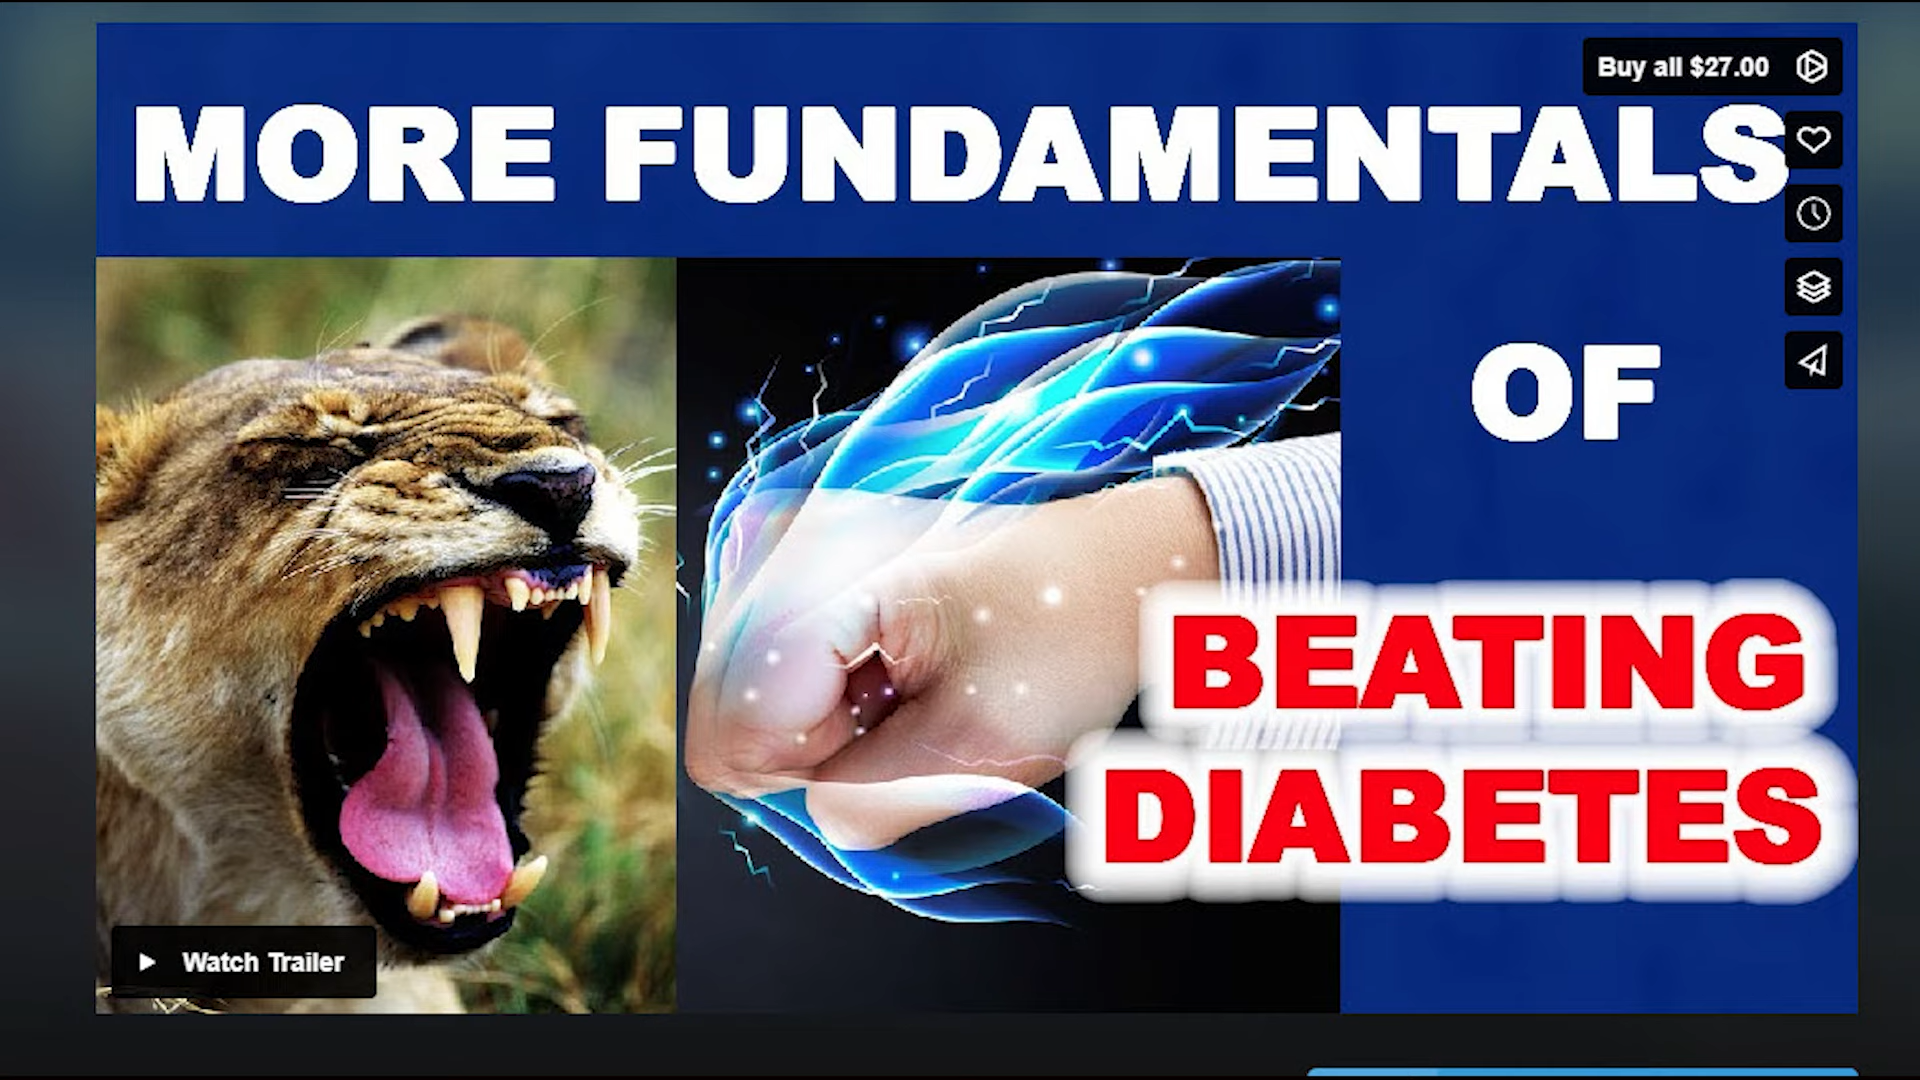 Buy all $27.00
MORE FUNDAMENTALS
OF
BEATING
DIABETES
Watch Trailer